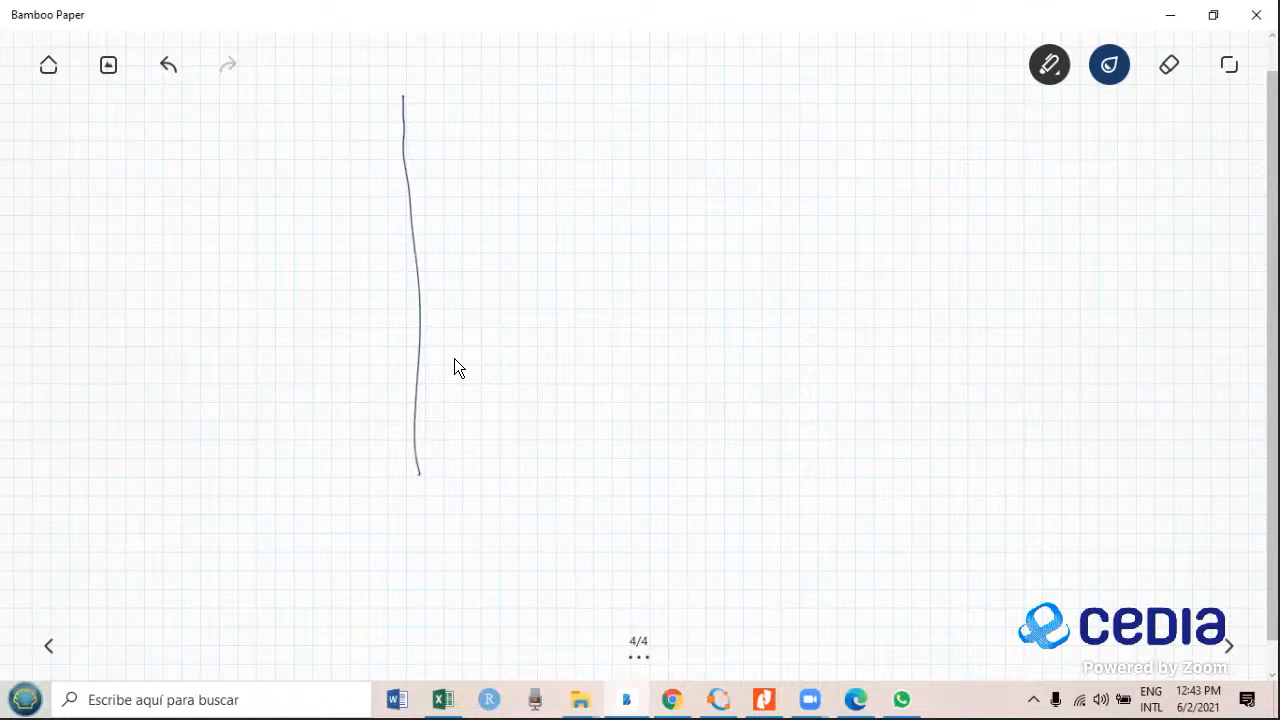 Bamboo Paper
4/4
CEDIA
Powered by Zoom
Escribe aquí para buscar
ENG
INTL
12:43 PM
6/2/2021